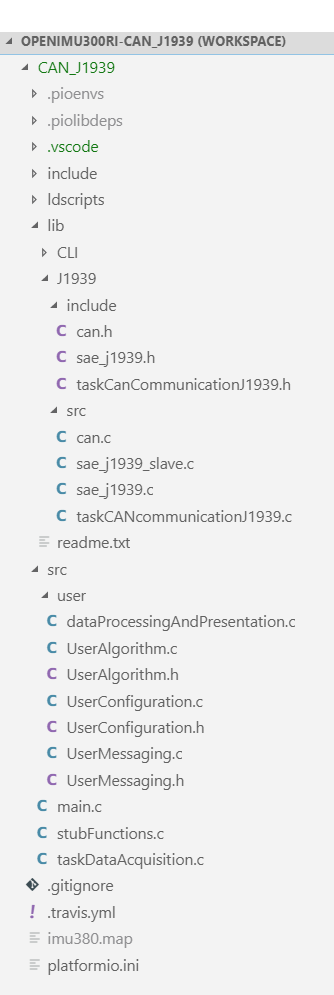 OPENIMU300RI-CAN_J1939 (WORKSPACE)
CAN_J1939
.pioenvs
.piolibdeps
.vscode
include
ldscripts
lib
CLI
J1939
include
C can.h
C sae_j1939.h
C taskCanCommunicationJ1939.h
src
C can.c
C sae_j1939_slave.c
C sae_j1939.c
C taskCANcommunicationJ1939.c
readme.txt
src
user
C dataProcessingAndPresentation.c
C UserAlgorithm.c
C UserAlgorithm.h
C UserConfiguration.c
C UserConfiguration.h
C UserMessaging.c
C UserMessaging.h
C main.c
C stubFunctions.c
C taskDataAcquisition.c
.gitignore
! .travis.yml
imu380.map
platformio.ini